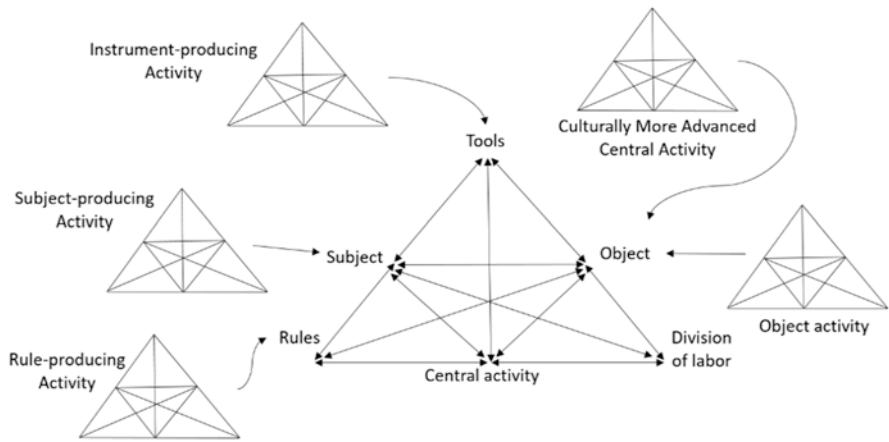 Instrument-producing
Activity
Culturally More Advanced
Central Activity
Tools
Subject-producing
Activity
Subject
Object
Object activity
Rules
Division
of labor
Central activity
Rule-producing
Activity